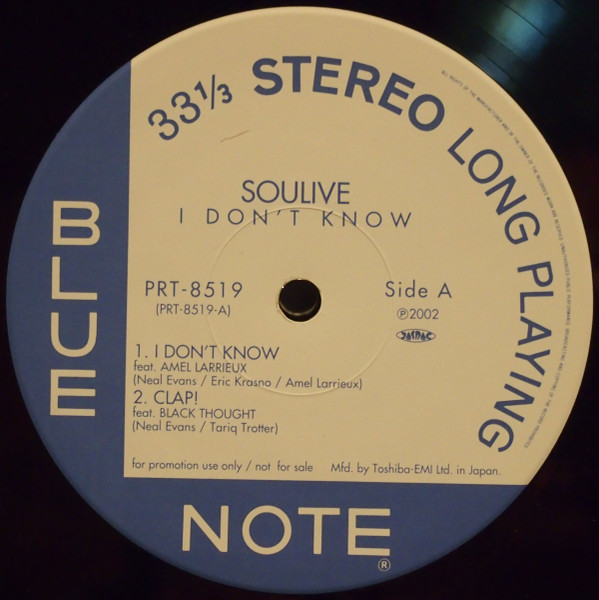 33⅓ STEREO LONG PLAYING
SOULIVE
I DON'T KNOW
PRT-8519
(PRT-8519-A)
Side A
℗2002
JASRAC
1. I DON'T KNOW
feat. AMEL LARRIEUX
(Neal Evans / Eric Krasno / Amel Larrieux)
2. CLAP!
feat. BLACK THOUGHT
(Neal Evans / Tariq Trotter)
for promotion use only / not for sale Mfd. by Toshiba-EMI Ltd. in Japan.
BLUE
NOTE®